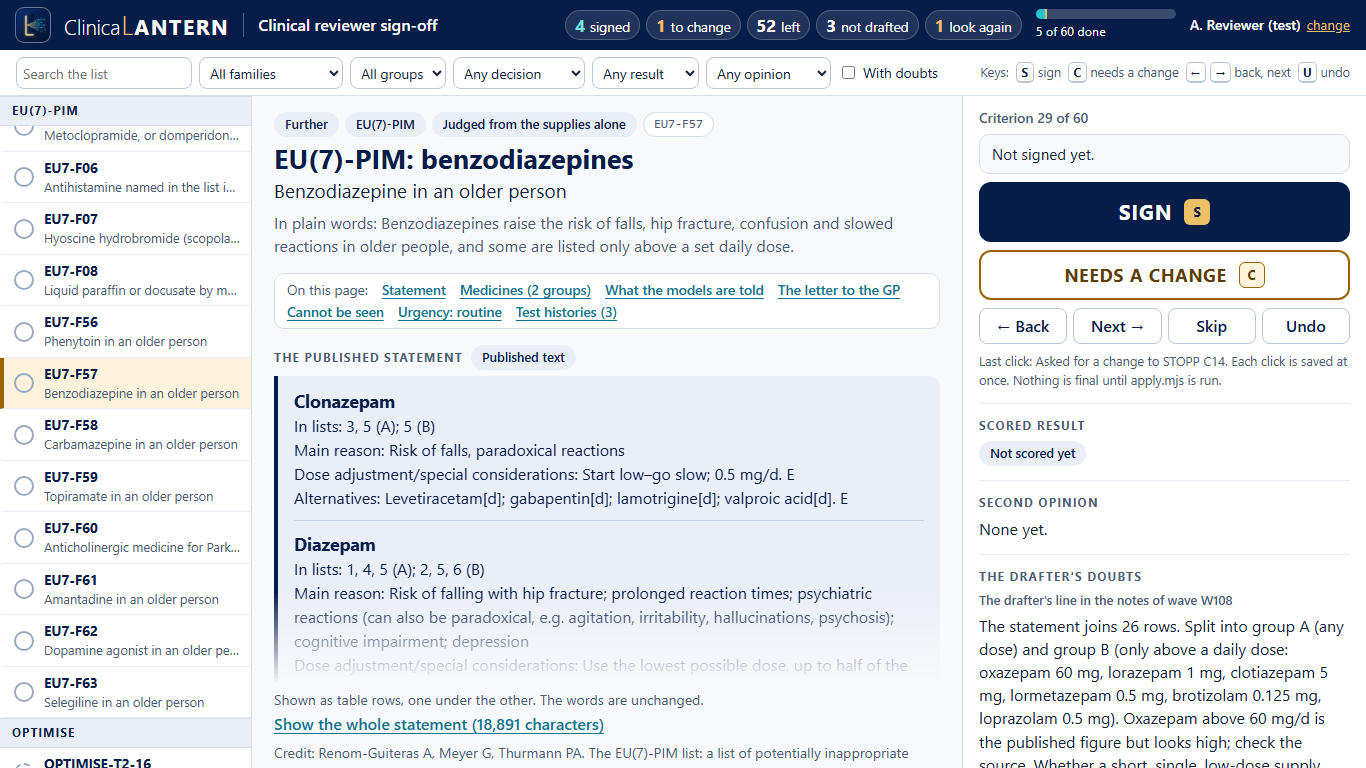 ClinicaLANTERN
Clinical reviewer sign-off
4 signed
1 to change
52 left
3 not drafted
1 look again
5 of 60 done
A. Reviewer (test) change
Search the list
All families
All groups
Any decision
Any result
Any opinion
With doubts
Keys: S sign C needs a change ← → back, next U undo
EU(7)-PIM
Metoclopramide, or domperidon...
EU7-F06
Antihistamine named in the list i...
EU7-F07
Hyoscine hydrobromide (scopola...
EU7-F08
Liquid paraffin or docusate by m...
EU7-F56
Phenytoin in an older person
EU7-F57
Benzodiazepine in an older person
EU7-F58
Carbamazepine in an older person
EU7-F59
Topiramate in an older person
EU7-F60
Anticholinergic medicine for Park...
EU7-F61
Amantadine in an older person
EU7-F62
Dopamine agonist in an older pe...
EU7-F63
Selegiline in an older person
OPTIMISE
OPTIMISE-T2-16
Further
EU(7)-PIM
Judged from the supplies alone
EU7-F57
EU(7)-PIM: benzodiazepines
Benzodiazepine in an older person
In plain words: Benzodiazepines raise the risk of falls, hip fracture, confusion and slowed
reactions in older people, and some are listed only above a set daily dose.
On this page: Statement Medicines (2 groups) What the models are told The letter to the GP
Cannot be seen Urgency: routine Test histories (3)
THE PUBLISHED STATEMENT Published text
Clonazepam
In lists: 3, 5 (A); 5 (B)
Main reason: Risk of falls, paradoxical reactions
Dose adjustment/special considerations: Start low–go slow; 0.5 mg/d. E
Alternatives: Levetiracetam[d]; gabapentin[d]; lamotrigine[d]; valproic acid[d]. E
Diazepam
In lists: 1, 4, 5 (A); 2, 5, 6 (B)
Main reason: Risk of falling with hip fracture; prolonged reaction times; psychiatric
reactions (can also be paradoxical, e.g. agitation, irritability, hallucinations, psychosis);
cognitive impairment; depression
Dose adjustment/special considerations: Use the lowest possible dose, up to half of the
Shown as table rows, one under the other. The words are unchanged.
Show the whole statement (18,891 characters)
Credit: Renom-Guiteras A, Meyer G, Thurmann PA. The EU(7)-PIM list: a list of potentially inappropriate
Criterion 29 of 60
Not signed yet.
SIGN S
NEEDS A CHANGE C
← Back
Next →
Skip
Undo
Last click: Asked for a change to STOPP C14. Each click is saved at
once. Nothing is final until apply.mjs is run.
SCORED RESULT
Not scored yet
SECOND OPINION
None yet.
THE DRAFTER'S DOUBTS
The drafter's line in the notes of wave W108
The statement joins 26 rows. Split into group A (any
dose) and group B (only above a daily dose:
oxazepam 60 mg, lorazepam 1 mg, clotiazepam 5
mg, lormetazepam 0.5 mg, brotizolam 0.125 mg,
loprazolam 0.5 mg). Oxazepam above 60 mg/d is
the published figure but looks high; check the
source. Whether a short, single, low-dose supply